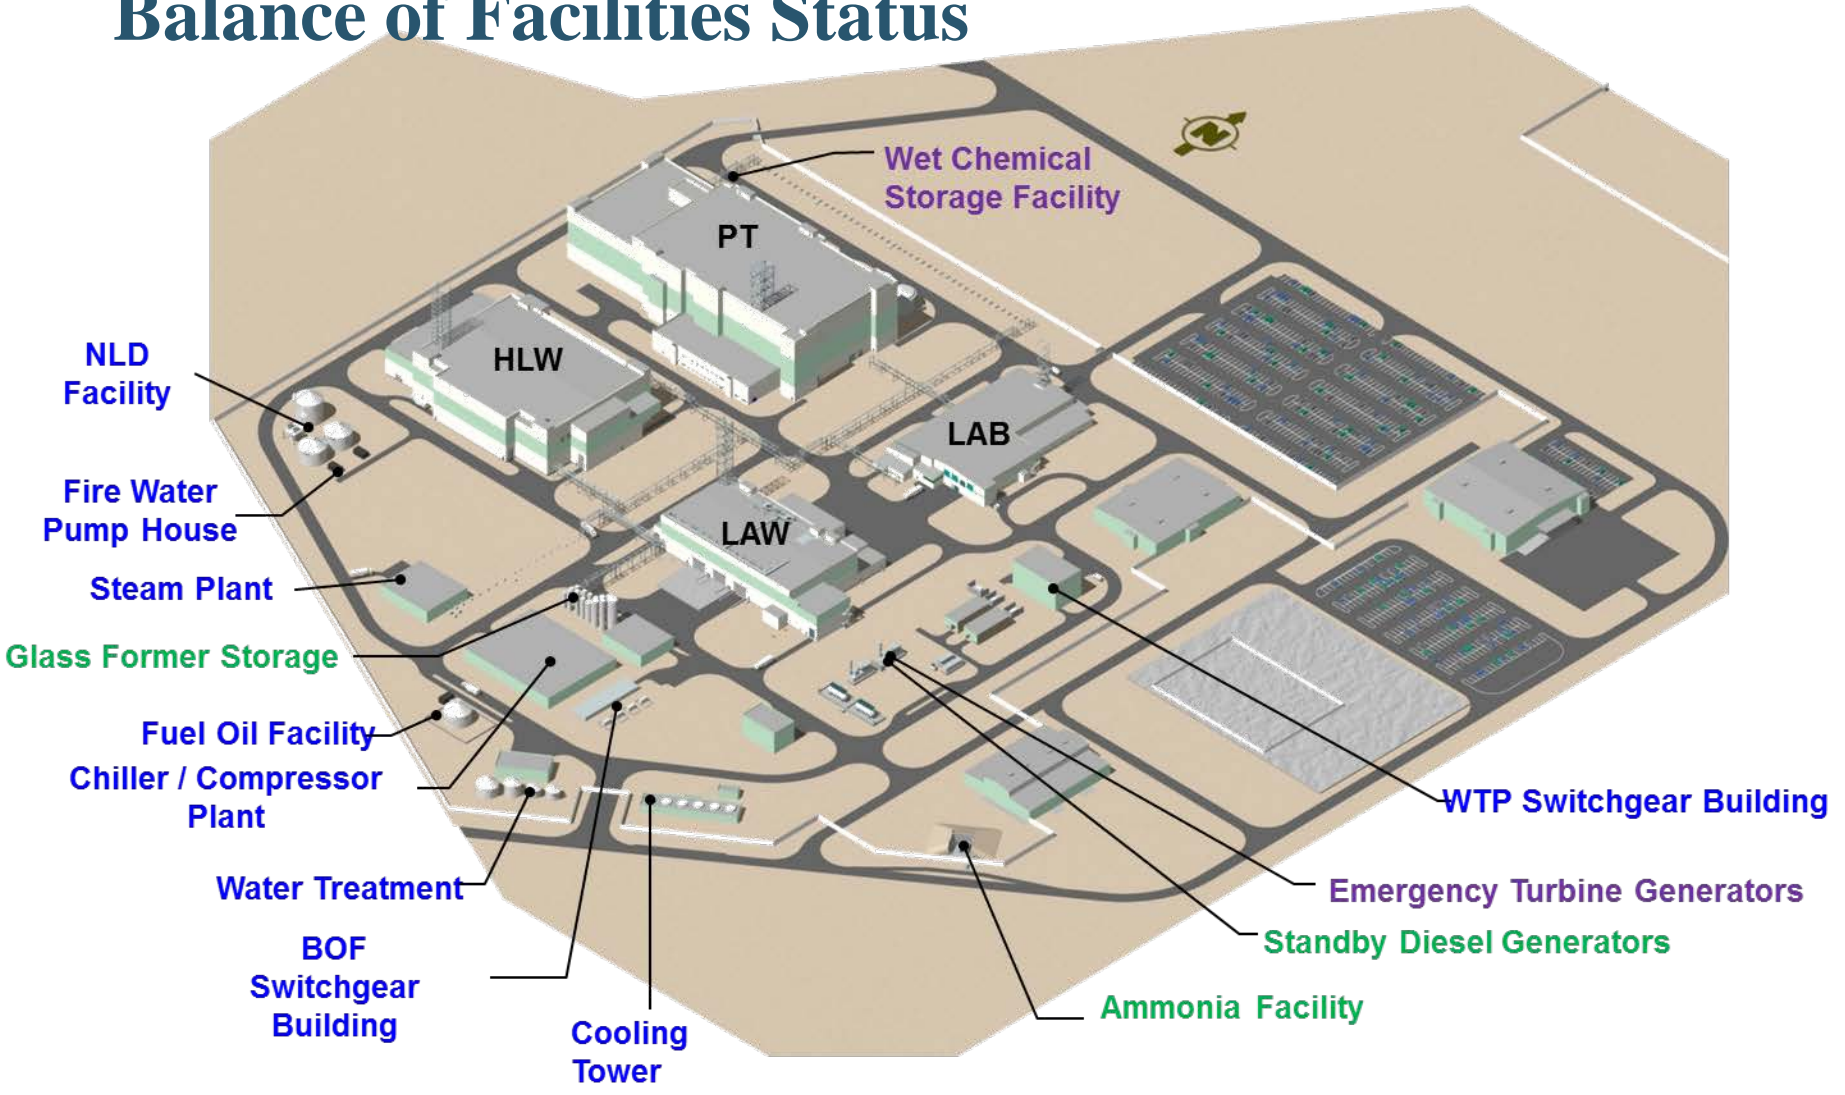 Balance of Facilities Status
N
Wet Chemical
Storage Facility
PT
NLD
Facility
HLW
LAB
Fire Water
Pump House
LAW
Steam Plant
Glass Former Storage
Fuel Oil Facility
Chiller / Compressor
Plant
WTP Switchgear Building
Water Treatment
Emergency Turbine Generators
BOF
Switchgear
Building
Standby Diesel Generators
Ammonia Facility
Cooling
Tower